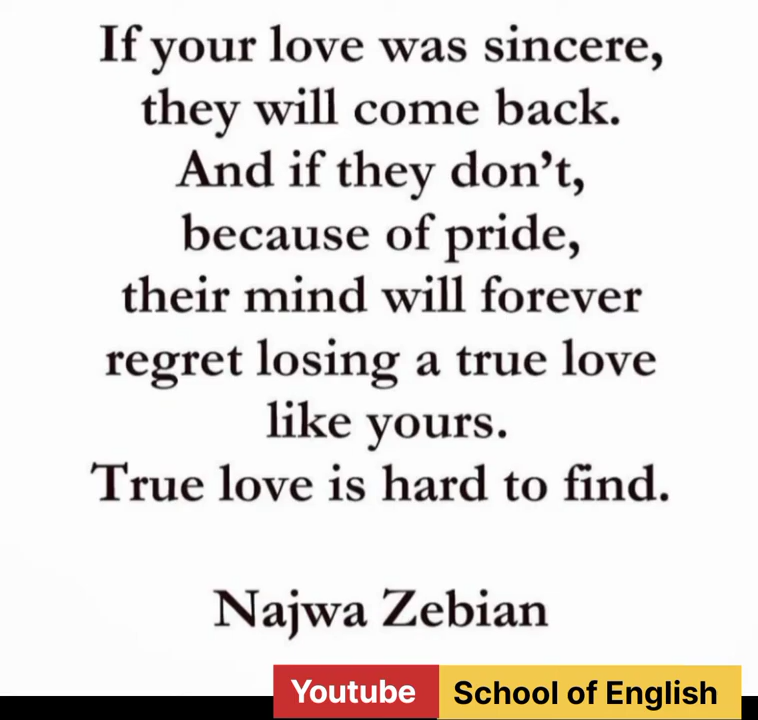 If your love was sincere,
they will come back.
And if they don’t,
because of pride,
their mind will forever
regret losing a true love
like yours.
True love is hard to find.
Najwa Zebian
Youtube School of English